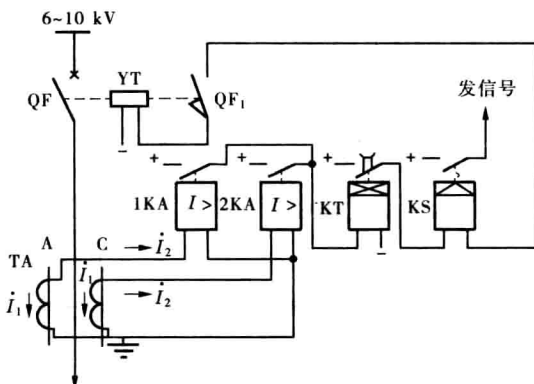 6~10 kV
QF
YT
QF₁
发信号
+
+
+
+
1KA
I >
2KA
I >
KT
KS
−
−
TA
A
C
İ₁
İ₁
İ₂
İ₂